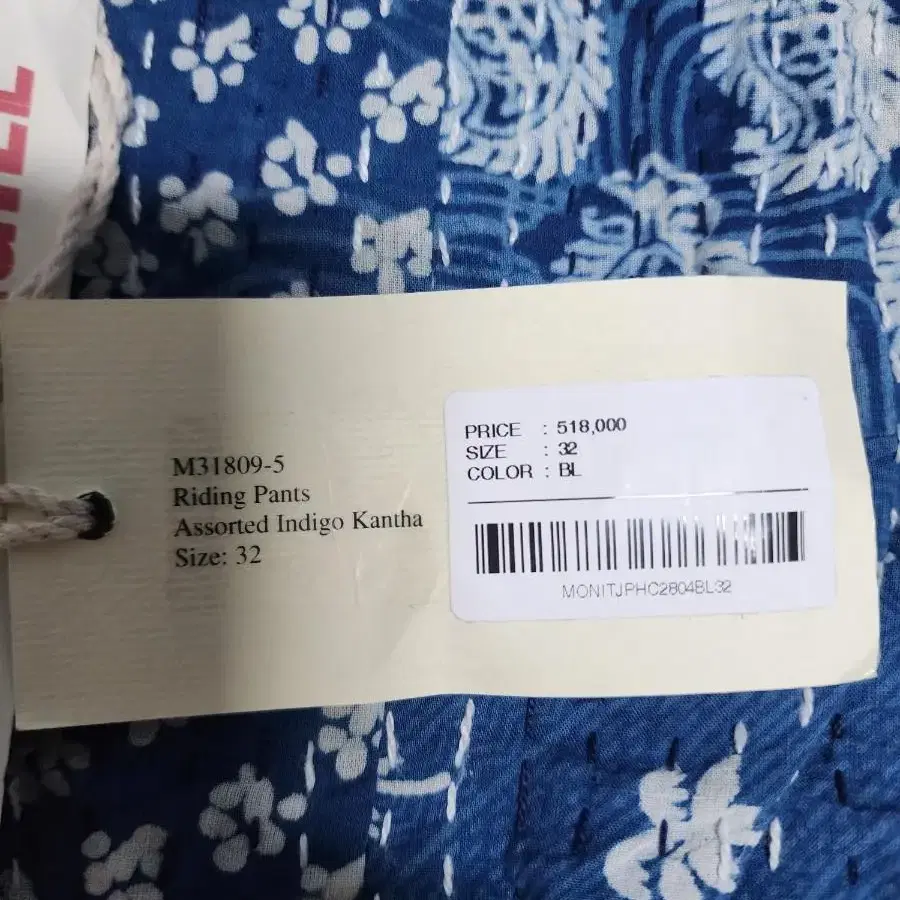 M31809-5
Riding Pants
Assorted Indigo Kantha
Size: 32
PRICE : 518,000
SIZE : 32
COLOR : BL
MONITJPHC2804BL32